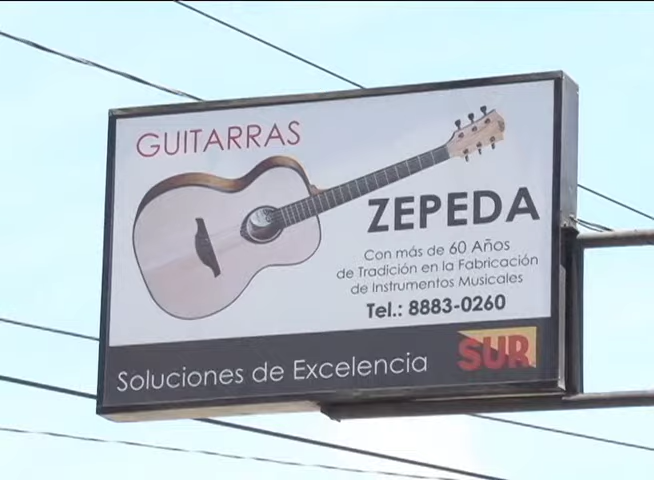 GUITARRAS
ZEPEDA
Con más de 60 Años
de Tradición en la Fabricación
de Instrumentos Musicales
Tel.: 8883-0260
Soluciones de Excelencia
SUR